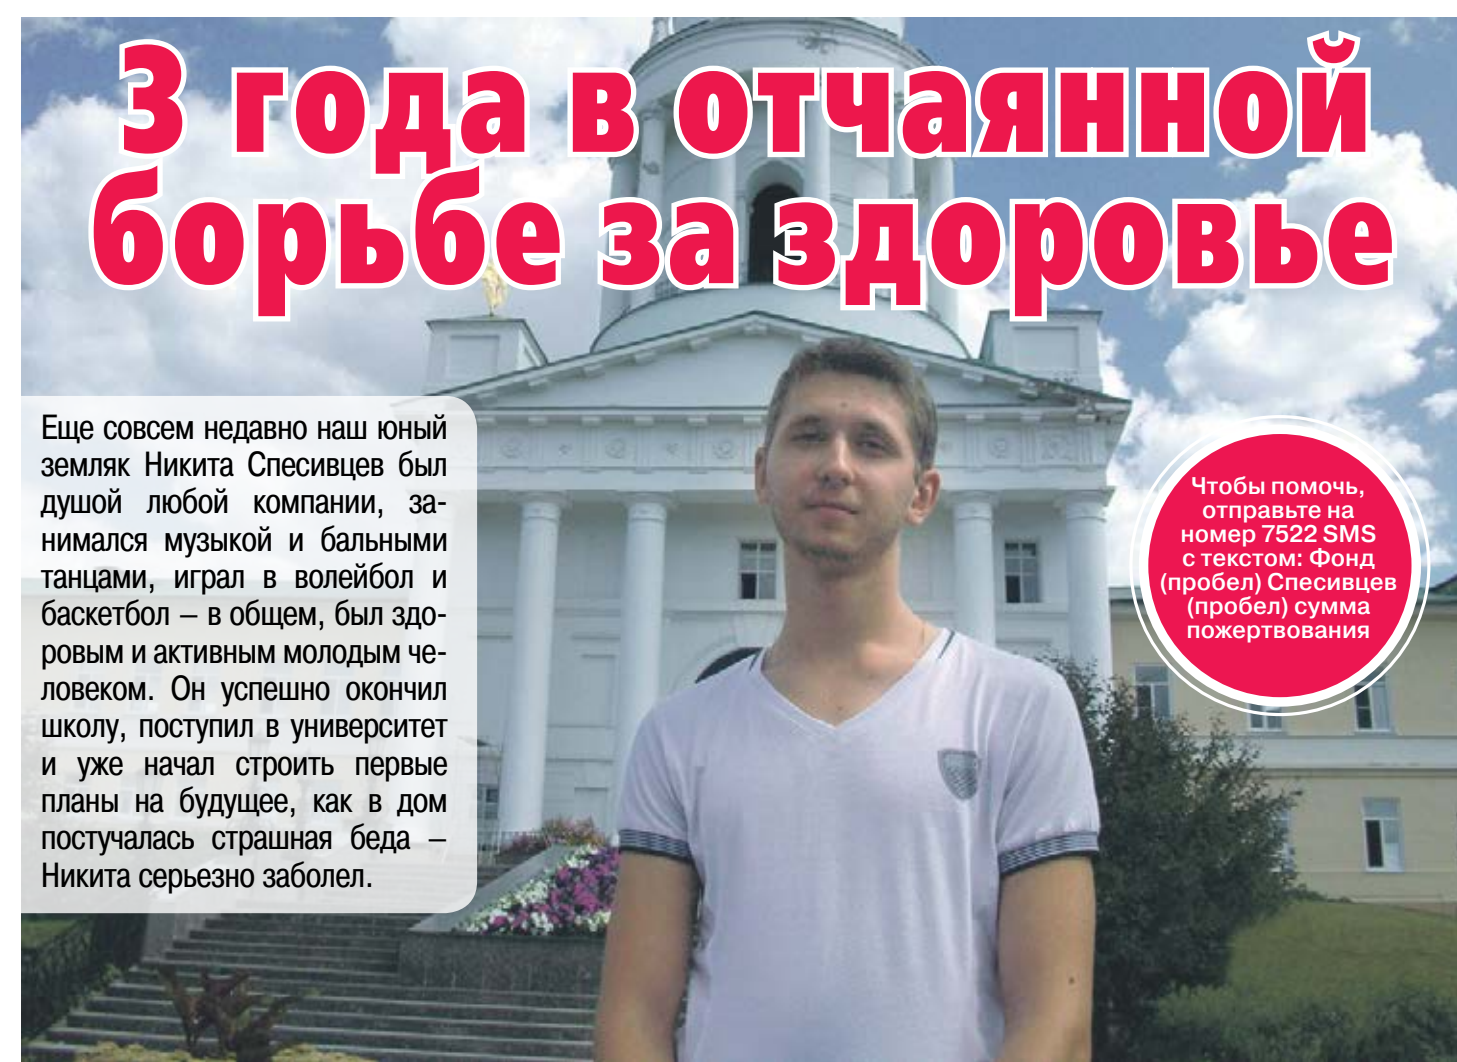 3 года в отчаянной
борьбе за здоровье
Еще совсем недавно наш юный
земляк Никита Спесивцев был
душой любой компании, за-
нимался музыкой и бальными
танцами, играл в волейбол и
баскетбол – в общем, был здо-
ровым и активным молодым че-
ловеком. Он успешно окончил
школу, поступил в университет
и уже начал строить первые
планы на будущее, как в дом
постучалась страшная беда –
Никита серьезно заболел.
Чтобы помочь,
отправьте на
номер 7522 SMS
с текстом: Фонд
(пробел) Спесивцев
(пробел) сумма
пожертвования